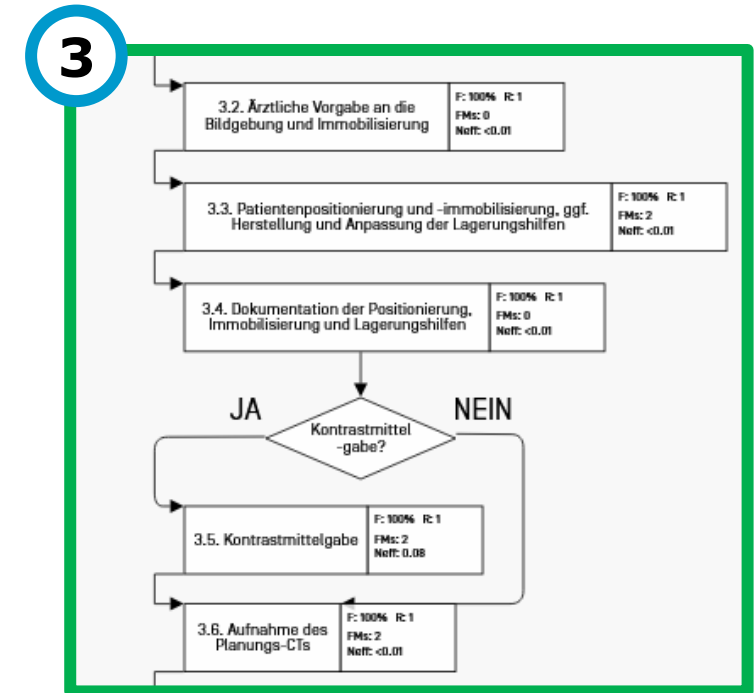 3
3.2. Ärztliche Vorgabe an die
Bildgebung und Immobilisierung
F: 100% R: 1
FMs: 0
Neff: <0.01
3.3. Patientenpositionierung und -immobilisierung, ggf.
Herstellung und Anpassung der Lagerungshilfen
F: 100% R: 1
FMs: 2
Neff: <0.01
3.4. Dokumentation der Positionierung,
Immobilisierung und Lagerungshilfen
F: 100% R: 1
FMs: 0
Neff: <0.01
JA
NEIN
Kontrastmittel
-gabe?
3.5. Kontrastmittelgabe
F: 100% R: 1
FMs: 2
Neff: 0.08
3.6. Aufnahme des
Planungs-CTs
F: 100% R: 1
FMs: 2
Neff: <0.01